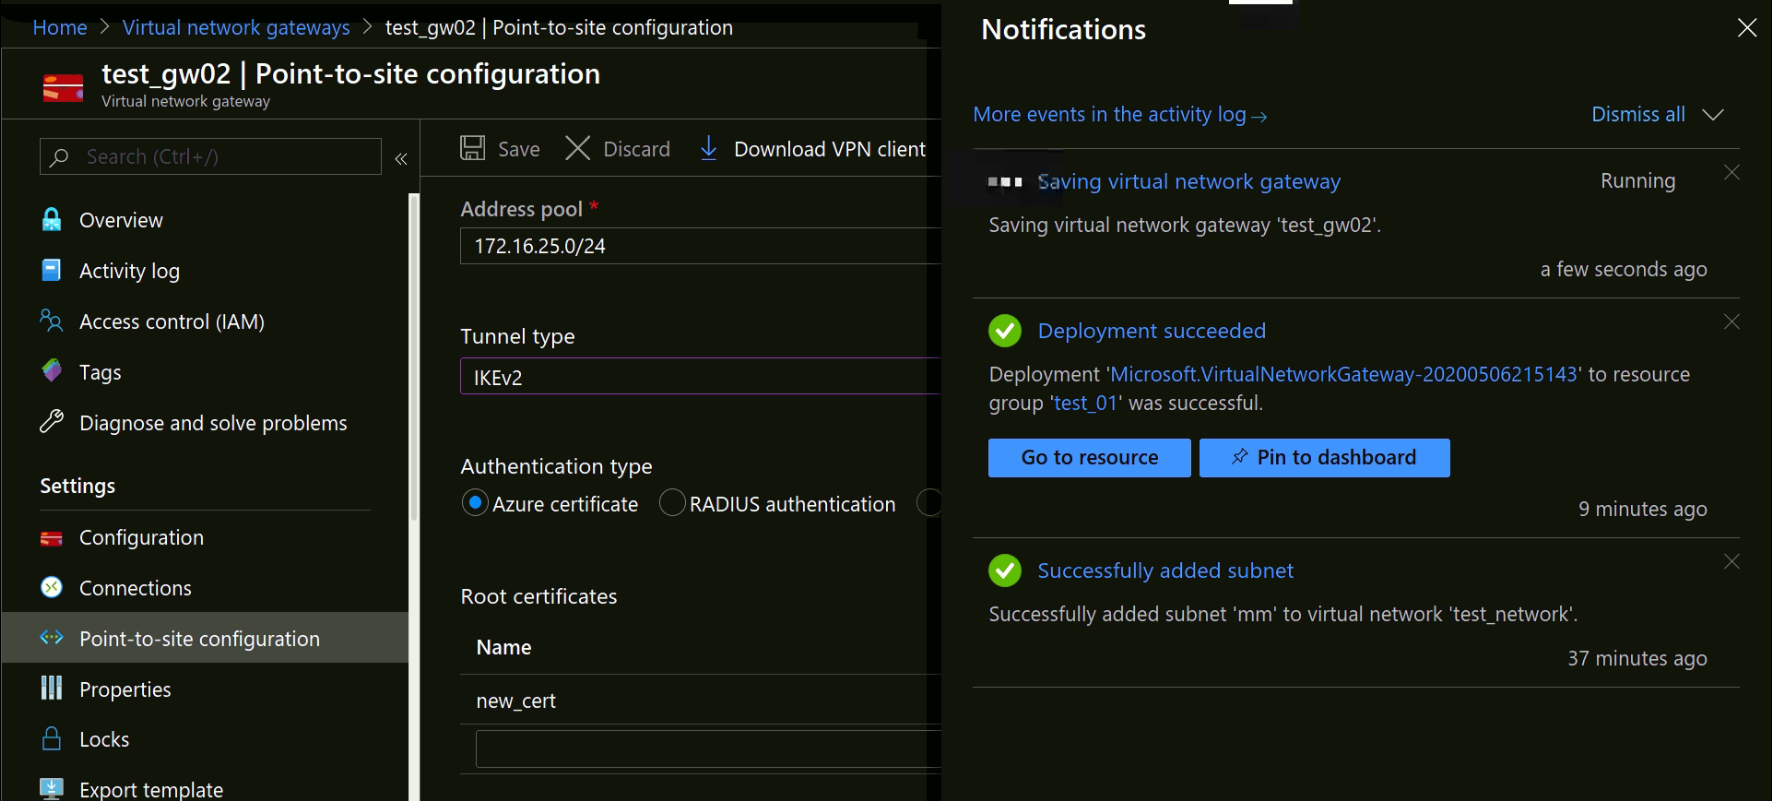 Home > Virtual network gateways > test_gw02 | Point-to-site configuration
test_gw02 | Point-to-site configuration
Virtual network gateway
Search (Ctrl+/)
«
Overview
Activity log
Access control (IAM)
Tags
Diagnose and solve problems
Settings
Configuration
Connections
Point-to-site configuration
Properties
Locks
Export template
Save Discard Download VPN client
Address pool *
172.16.25.0/24
Tunnel type
IKEv2
Authentication type
Azure certificate RADIUS authentication
Root certificates
Name
new_cert
Notifications
More events in the activity log→ Dismiss all
Saving virtual network gateway Running
Saving virtual network gateway 'test_gw02'.
a few seconds ago
Deployment succeeded
Deployment 'Microsoft.VirtualNetworkGateway-20200506215143' to resource
group 'test_01' was successful.
Go to resource Pin to dashboard
9 minutes ago
Successfully added subnet
Successfully added subnet 'mm' to virtual network 'test_network'.
37 minutes ago